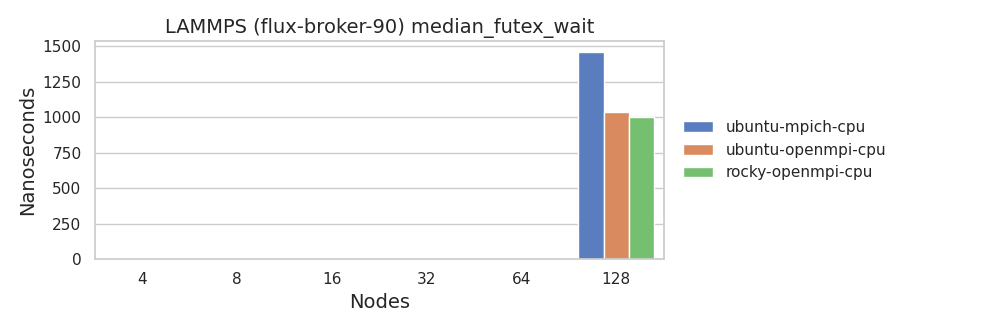 LAMMPS (flux-broker-90) median_futex_wait
Nanoseconds
1500
1250
1000
750
500
250
0
4 8 16 32 64 128
Nodes
ubuntu-mpich-cpu
ubuntu-openmpi-cpu
rocky-openmpi-cpu